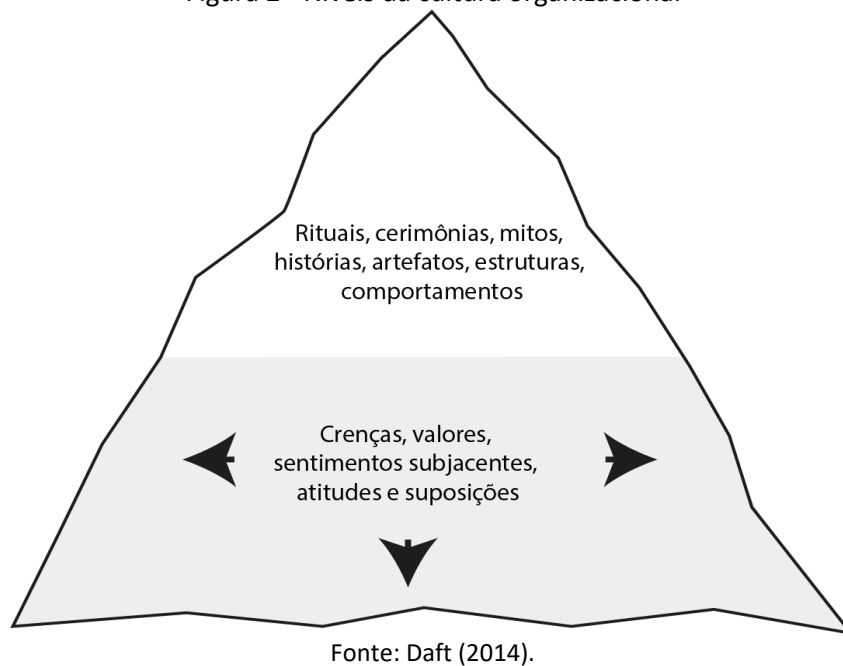 Rituais, cerimônias, mitos,
histórias, artefatos, estruturas,
comportamentos
Crenças, valores,
sentimentos subjacentes,
atitudes e suposições
Fonte: Daft (2014).